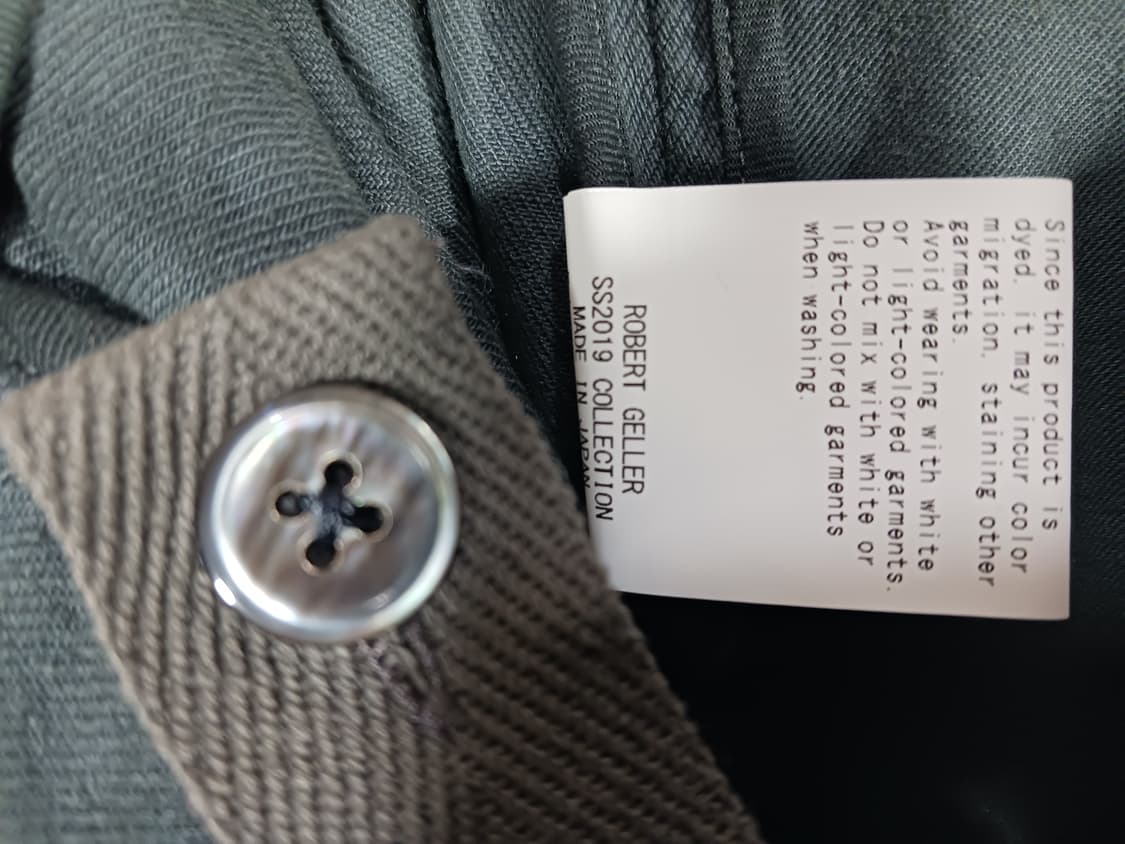 Since this product is
dyed. it may incur color
migration. staining other
garments.
Avoid wearing with white
or light-colored garments.
Do not mix with white or
light-colored garments
when washing.
ROBERT GELLER
SS2019 COLLECTION
MADE IN JAPAN